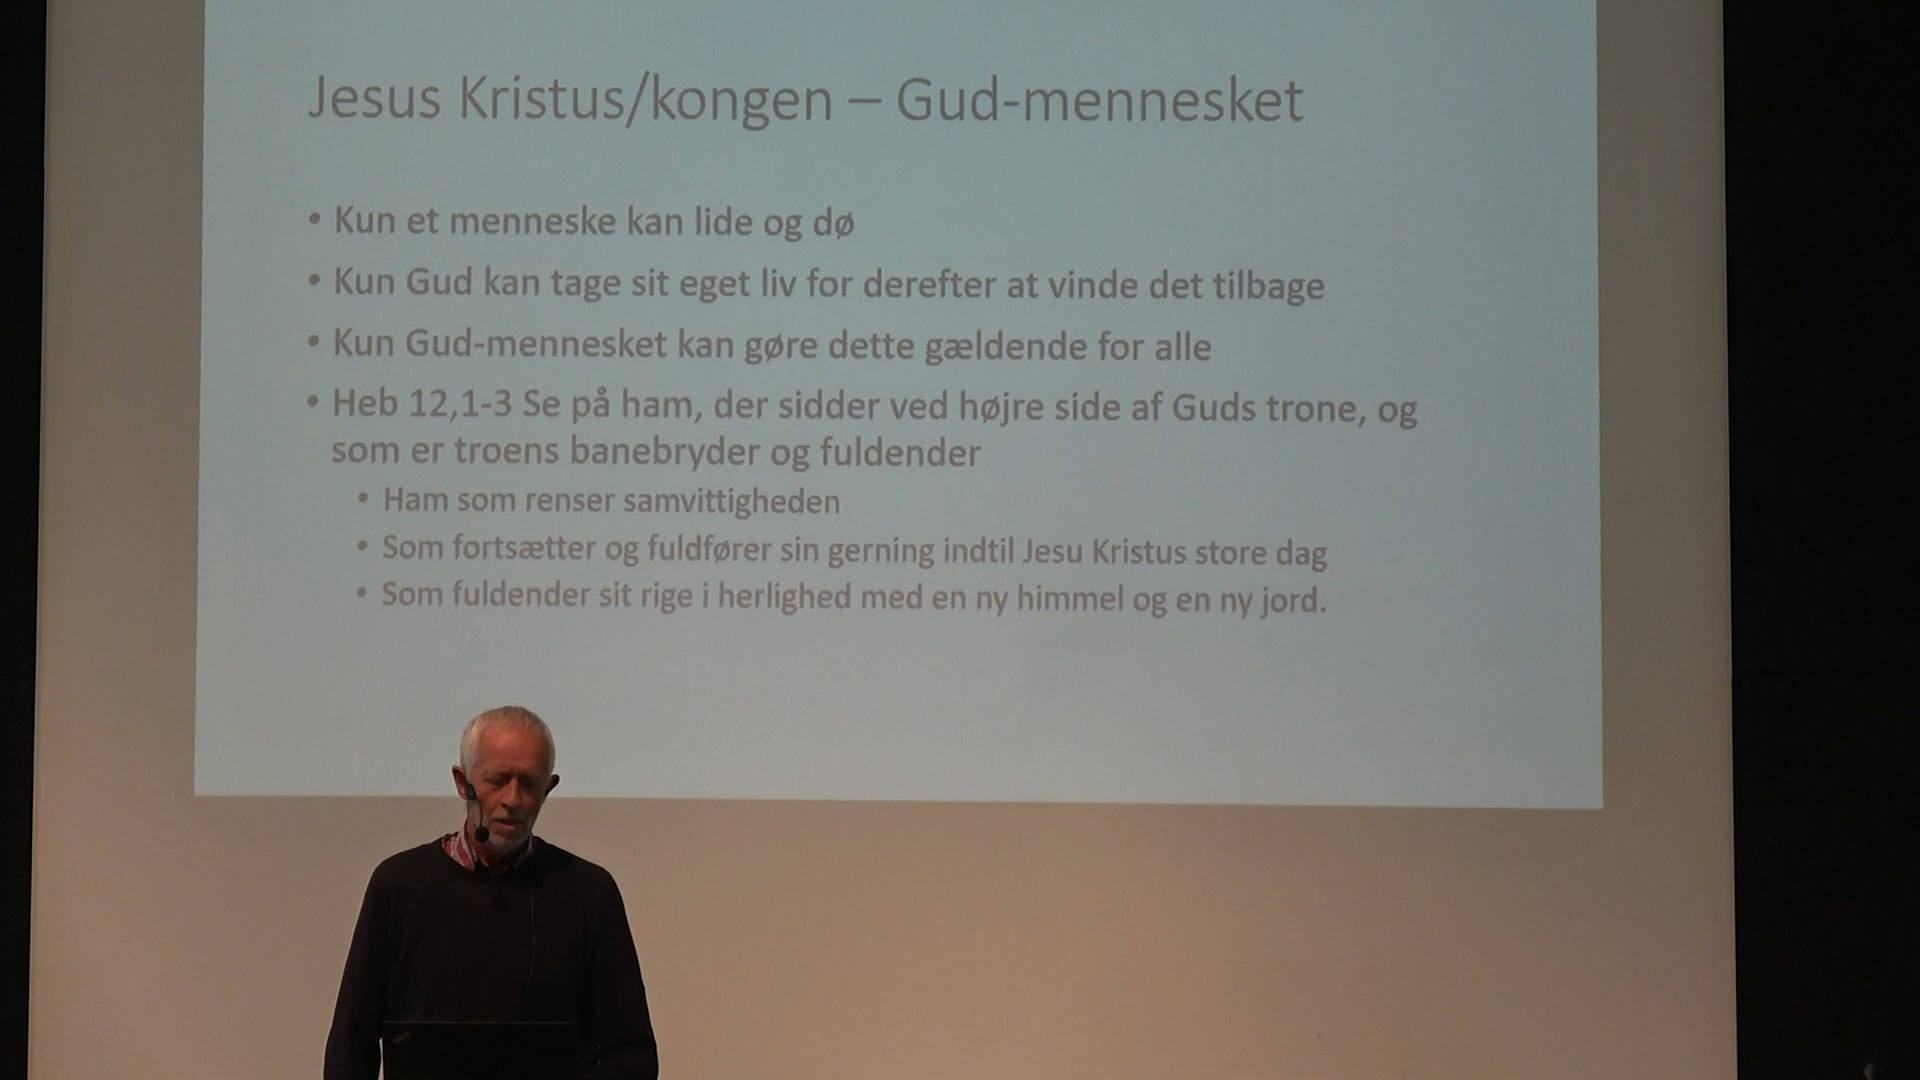 Jesus Kristus/kongen – Gud-mennesket
• Kun et menneske kan lide og dø
• Kun Gud kan tage sit eget liv for derefter at vinde det tilbage
• Kun Gud-mennesket kan gøre dette gældende for alle
• Heb 12,1-3 Se på ham, der sidder ved højre side af Guds trone, og
som er troens banebryder og fuldender
• Ham som renser samvittigheden
• Som fortsætter og fuldfører sin gerning indtil Jesu Kristus store dag
• Som fuldender sit rige i herlighed med en ny himmel og en ny jord.